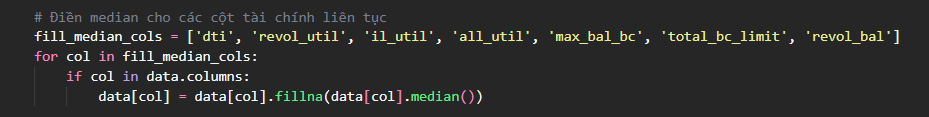 # Điền median cho các cột tài chính liên tục
fill_median_cols = ['dti', 'revol_util', 'il_util', 'all_util', 'max_bal_bc', 'total_bc_limit', 'revol_bal']
for col in fill_median_cols:
    if col in data.columns:
        data[col] = data[col].fillna(data[col].median())